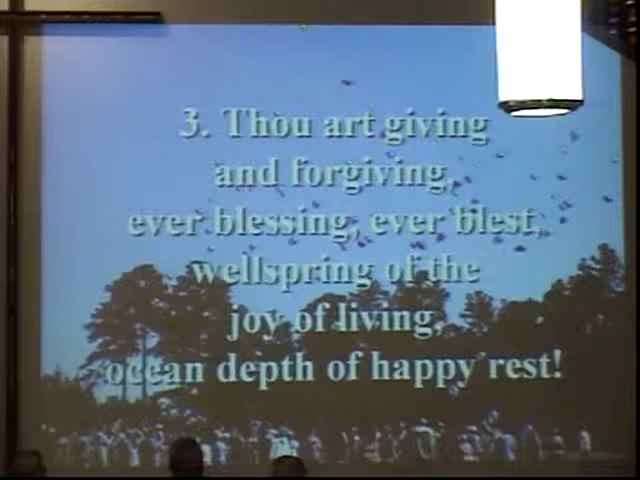 3. Thou art giving
and forgiving,
ever blessing, ever blest,
wellspring of the
joy of living,
ocean depth of happy rest!